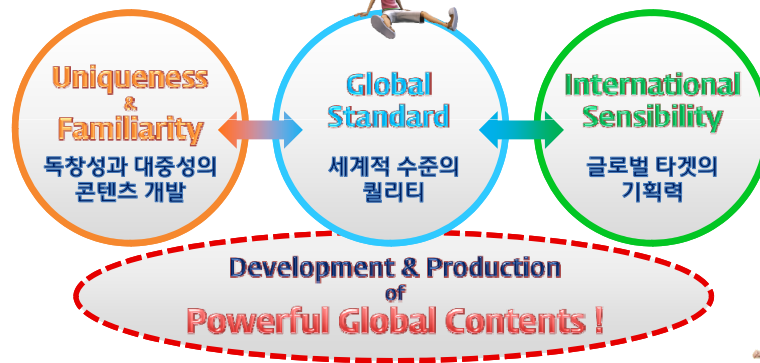 Uniqueness
&
Familiarity
독창성과 대중성의
콘텐츠 개발
Global
Standard
세계적 수준의
퀄리티
International
Sensibility
글로벌 타겟의
기획력
Development & Production
of
Powerful Global Contents !